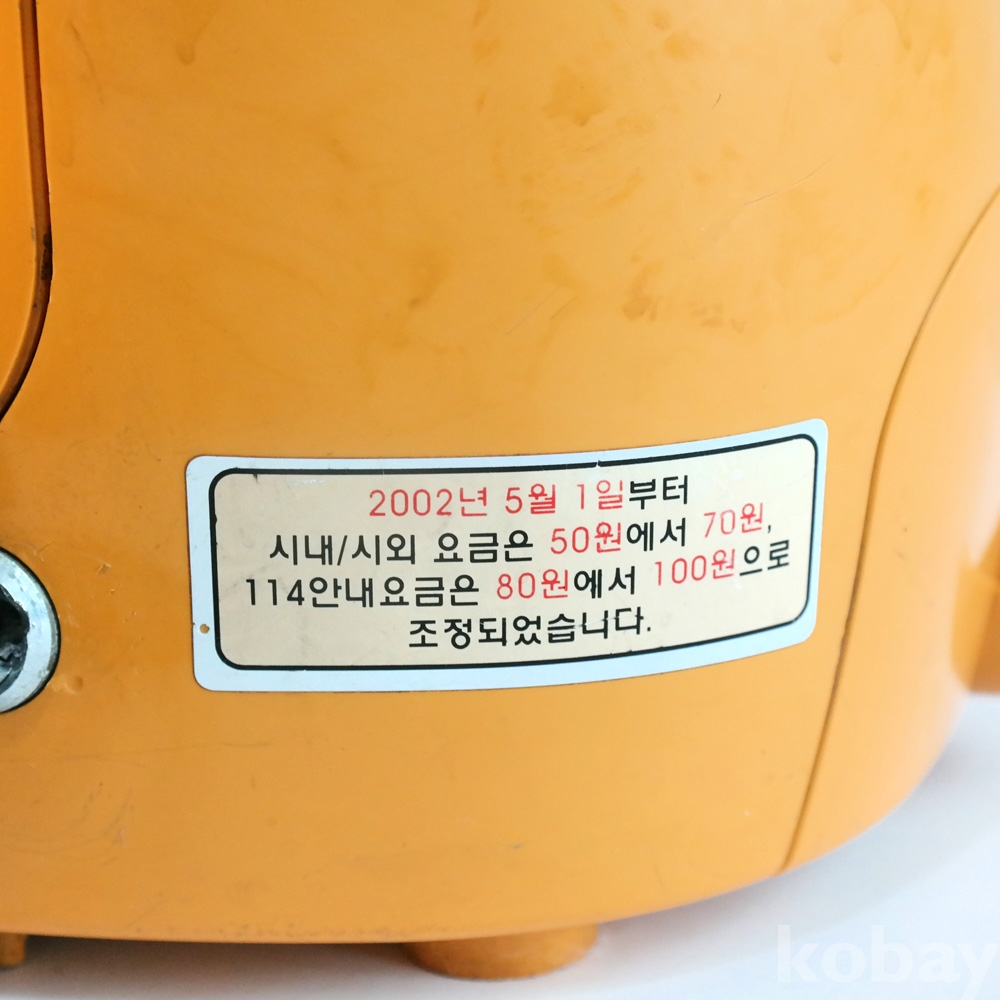 2002년 5월 1일부터
시내/시외 요금은 50원에서 70원,
114안내요금은 80원에서 100원으로
조정되었습니다.
kobay